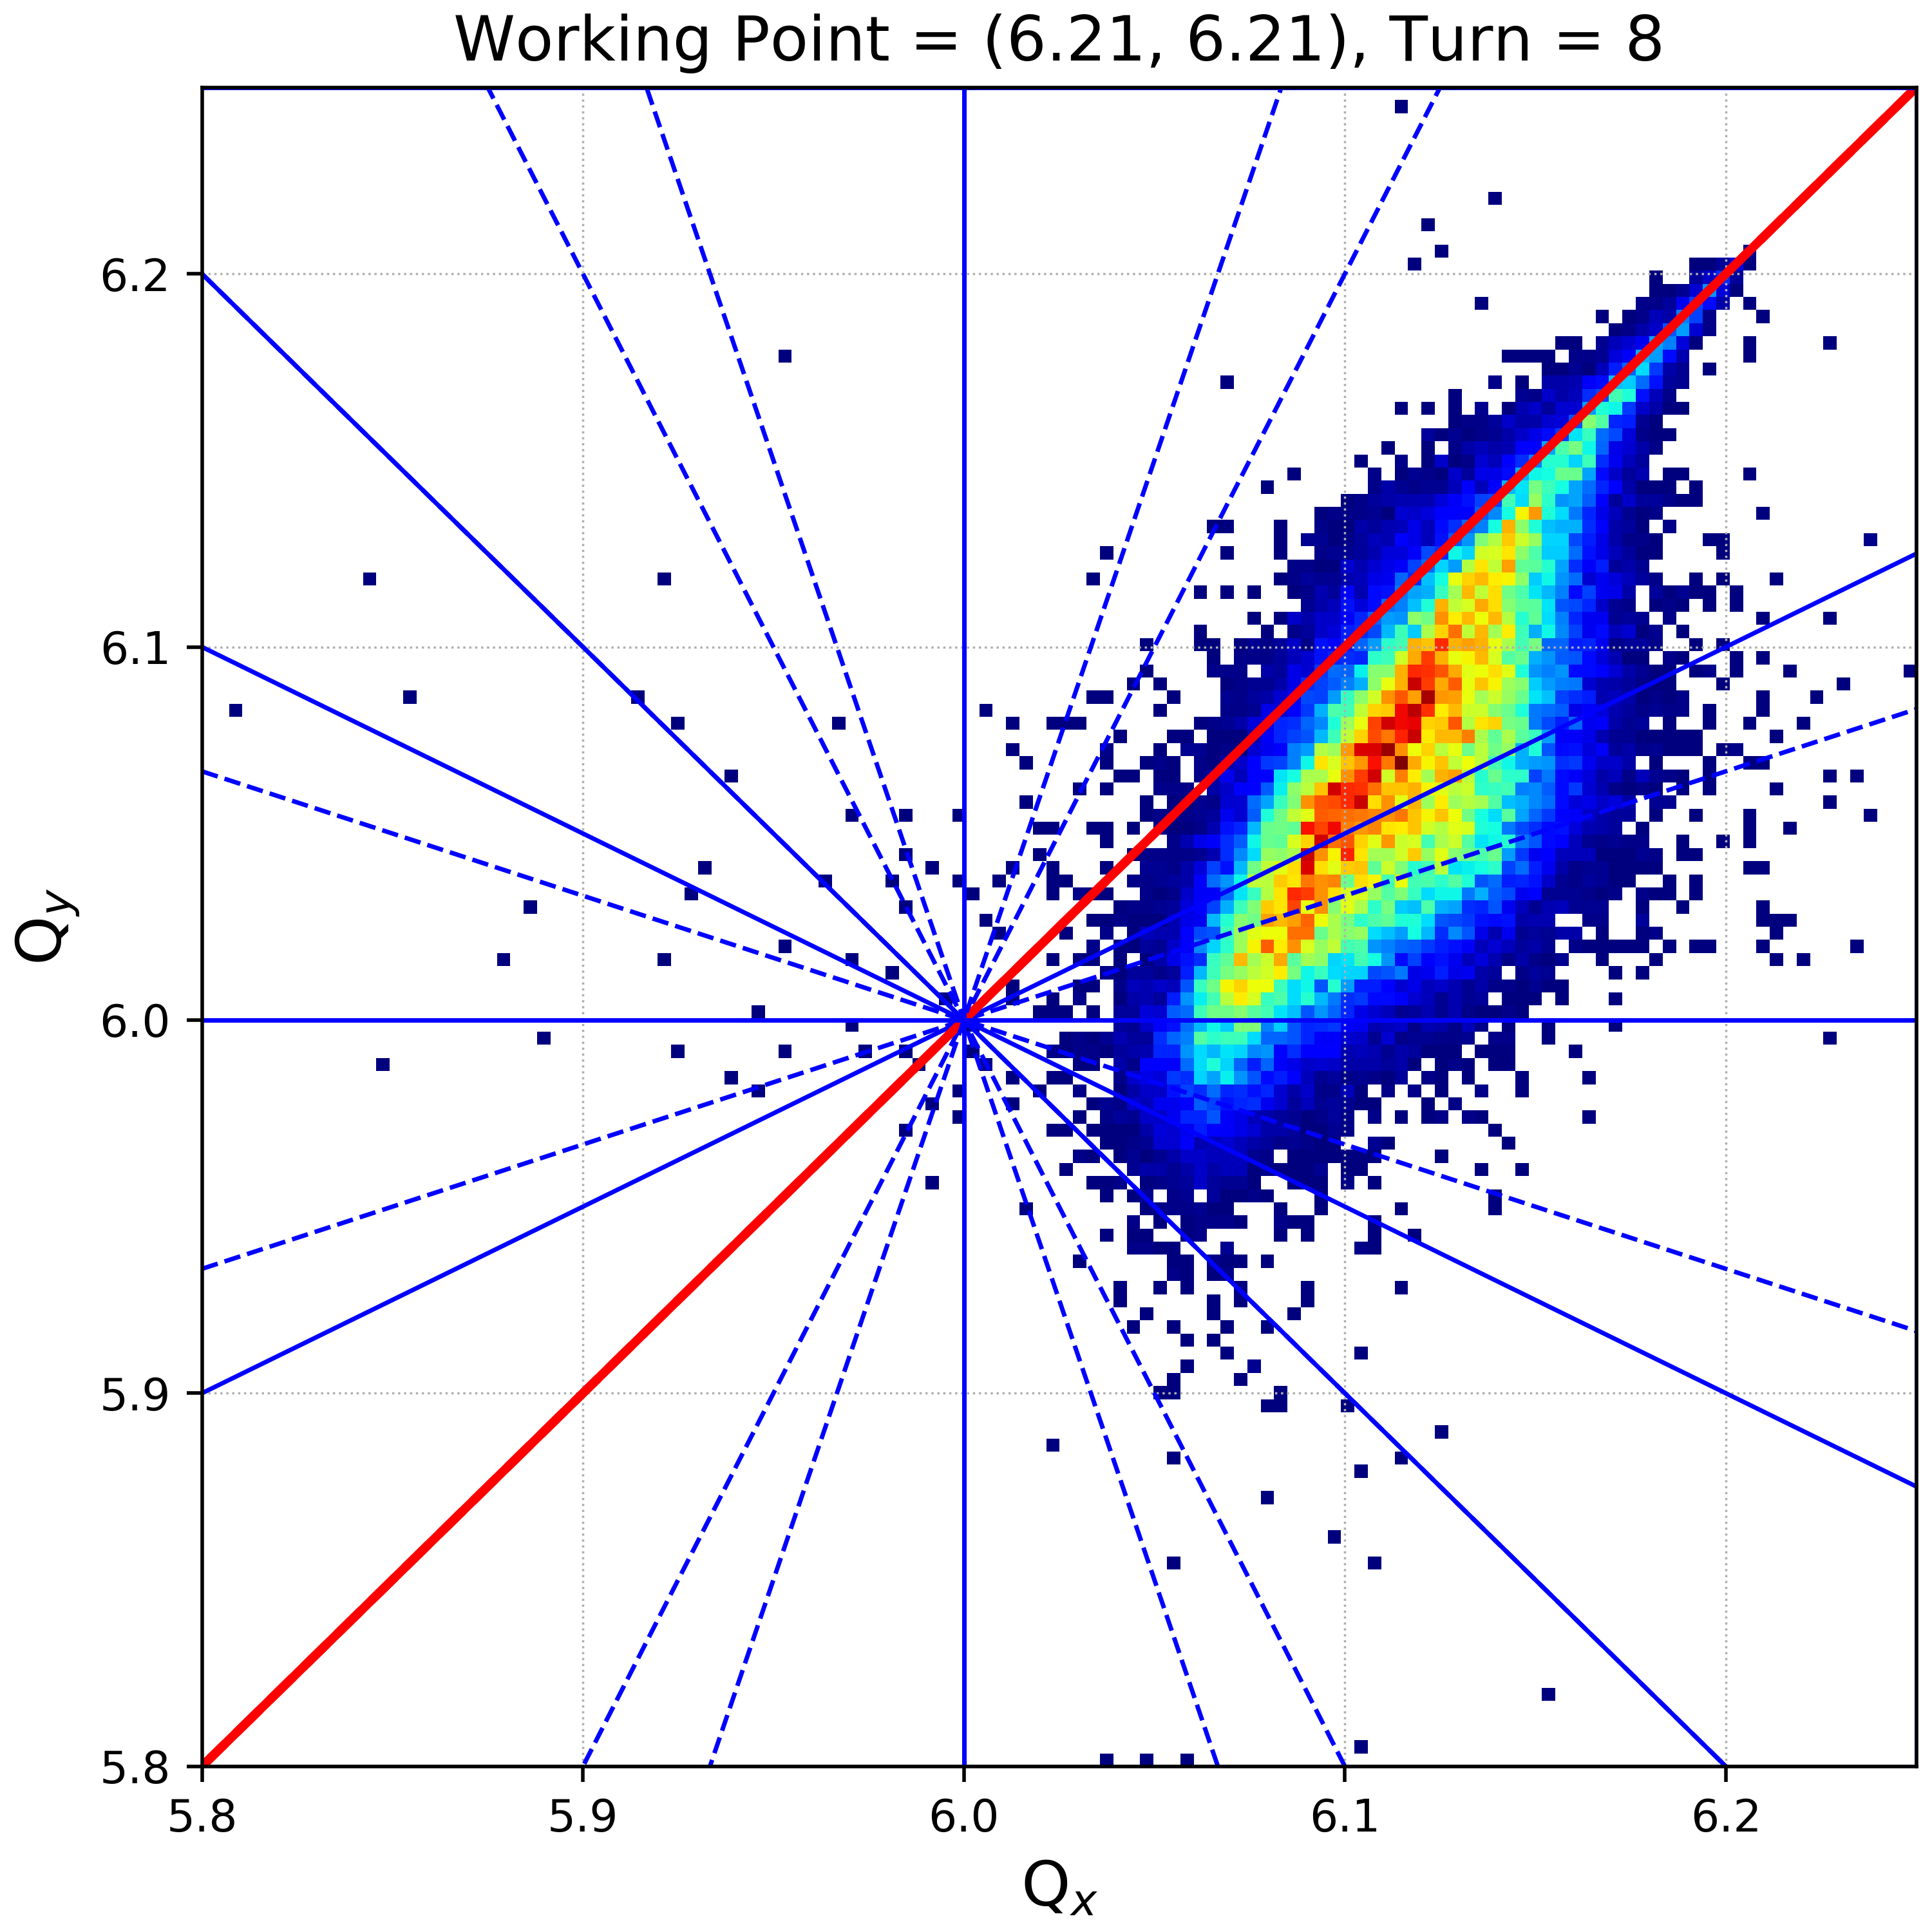 Working Point = (6.21, 6.21), Turn = 8
6.2
6.1
6.0
5.9
5.8
Qy
5.8 5.9 6.0 6.1 6.2
Qx